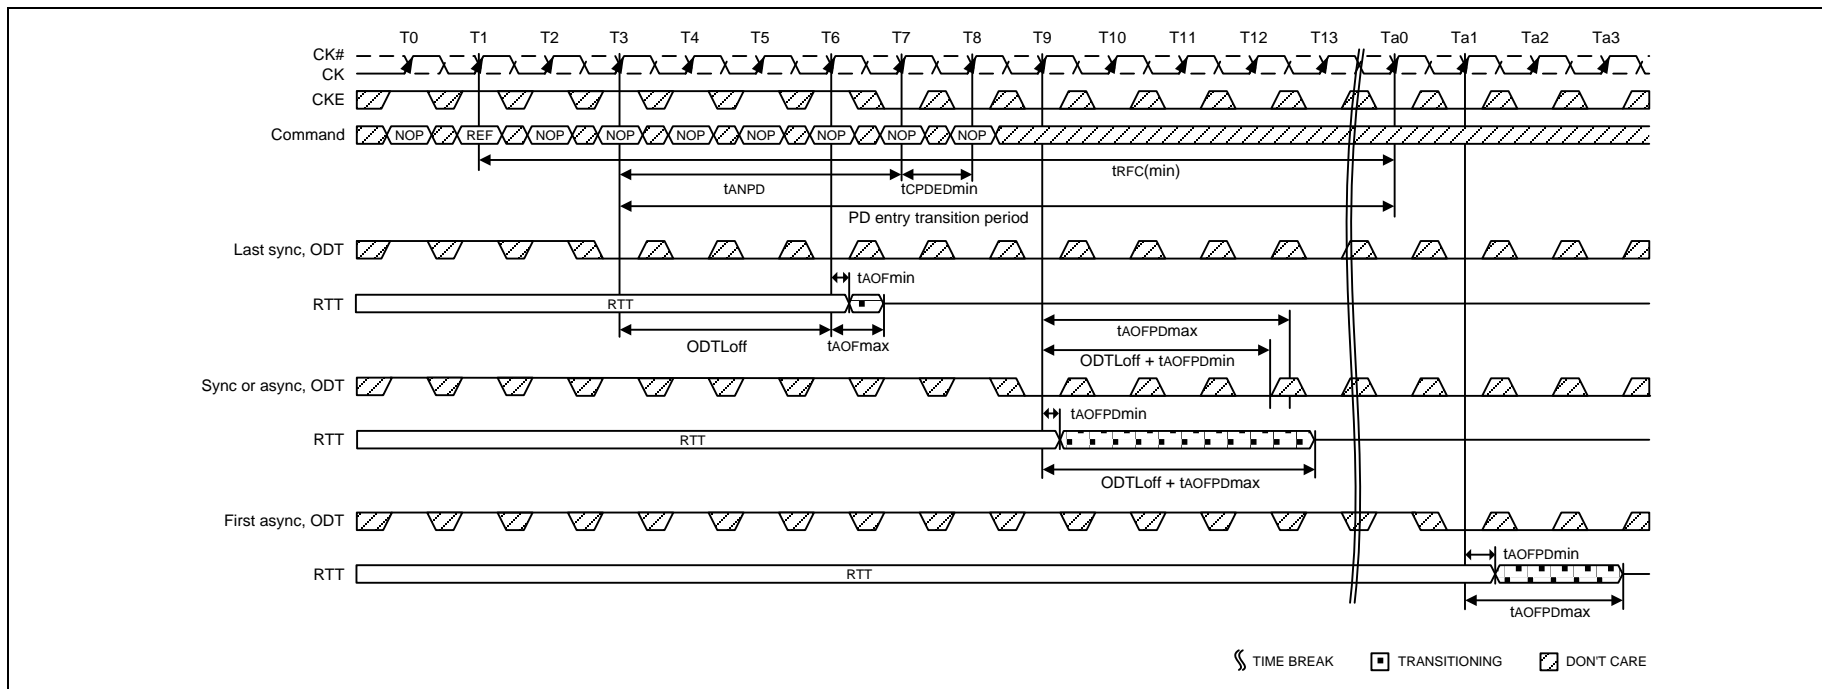 T0 T1 T2 T3 T4 T5 T6 T7 T8 T9 T10 T11 T12 T13 Ta0 Ta1 Ta2 Ta3
CK#
CK
CKE
Command NOP REF NOP NOP NOP NOP NOP NOP NOP
tRFC(min)
tANPD tCPDEDmin
PD entry transition period
Last sync, ODT
tAOFmin
RTT RTT
tAOFPDmax
ODTLoff tAOFmax
ODTLoff + tAOFPDmin
Sync or async, ODT
tAOFPDmin
RTT RTT
ODTLoff + tAOFPDmax
First async, ODT
tAOFPDmin
RTT RTT
tAOFPDmax
TIME BREAK TRANSITIONING DON'T CARE